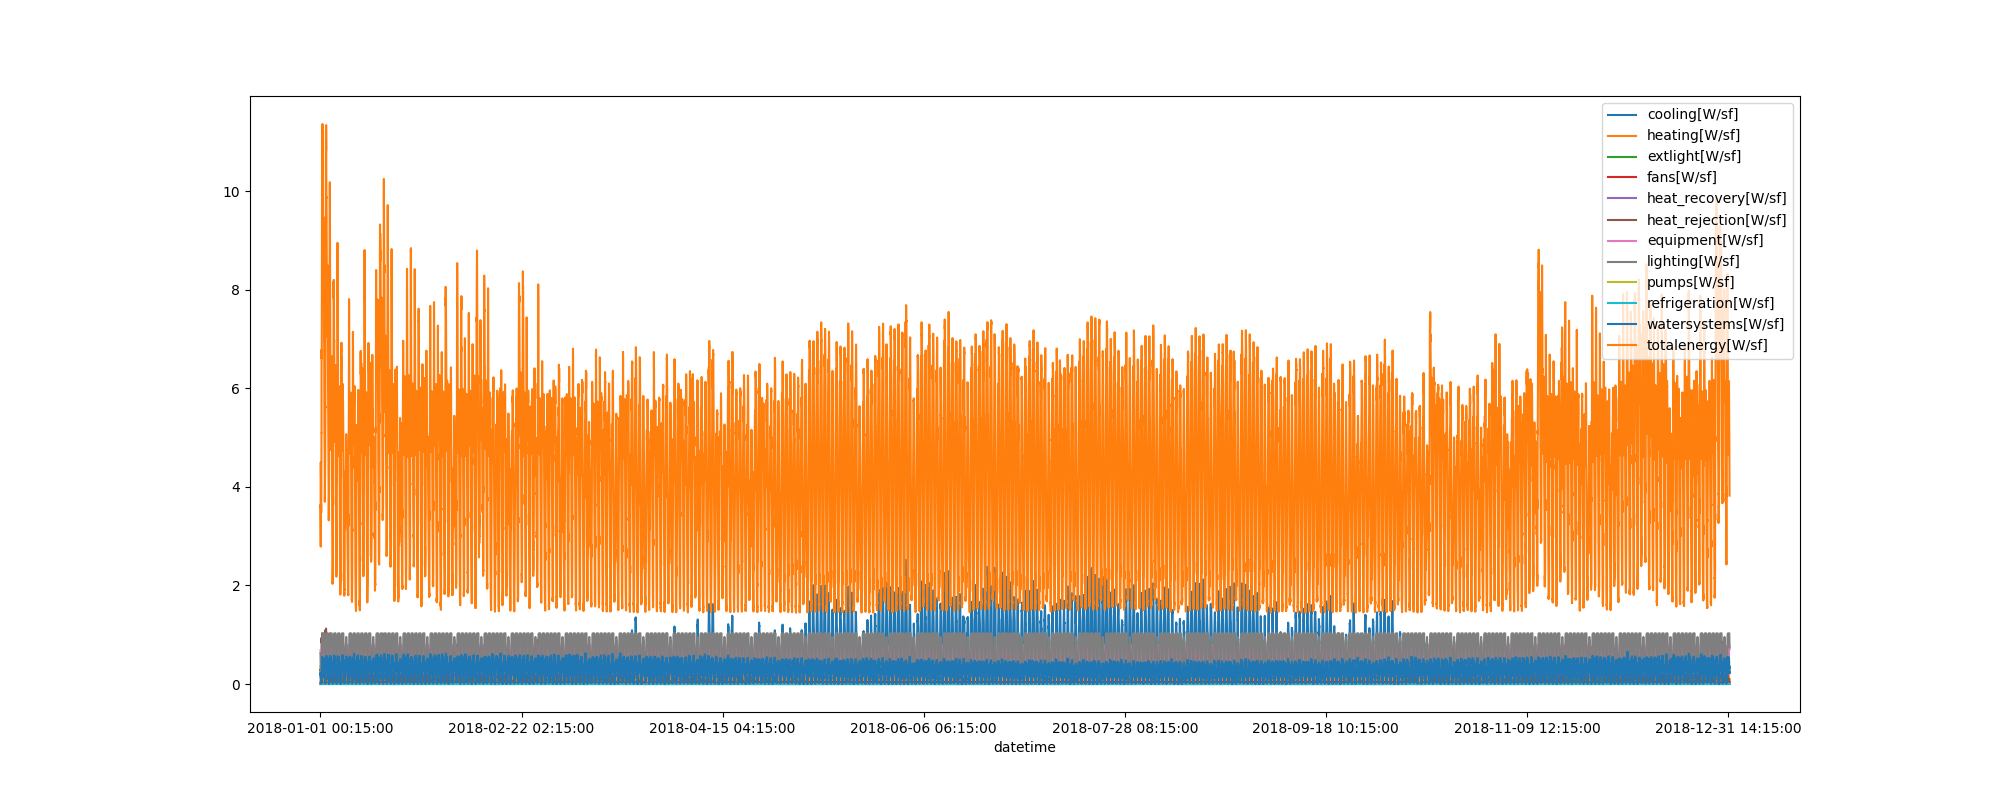 cooling[W/sf]
heating[W/sf]
extlight[W/sf]
fans[W/sf]
heat_recovery[W/sf]
heat_rejection[W/sf]
equipment[W/sf]
lighting[W/sf]
pumps[W/sf]
refrigeration[W/sf]
watersystems[W/sf]
totalenergy[W/sf]
10
8
6
4
2
0
2018-01-01 00:15:00 2018-02-22 02:15:00 2018-04-15 04:15:00 2018-06-06 06:15:00 2018-07-28 08:15:00 2018-09-18 10:15:00 2018-11-09 12:15:00 2018-12-31 14:15:00
datetime